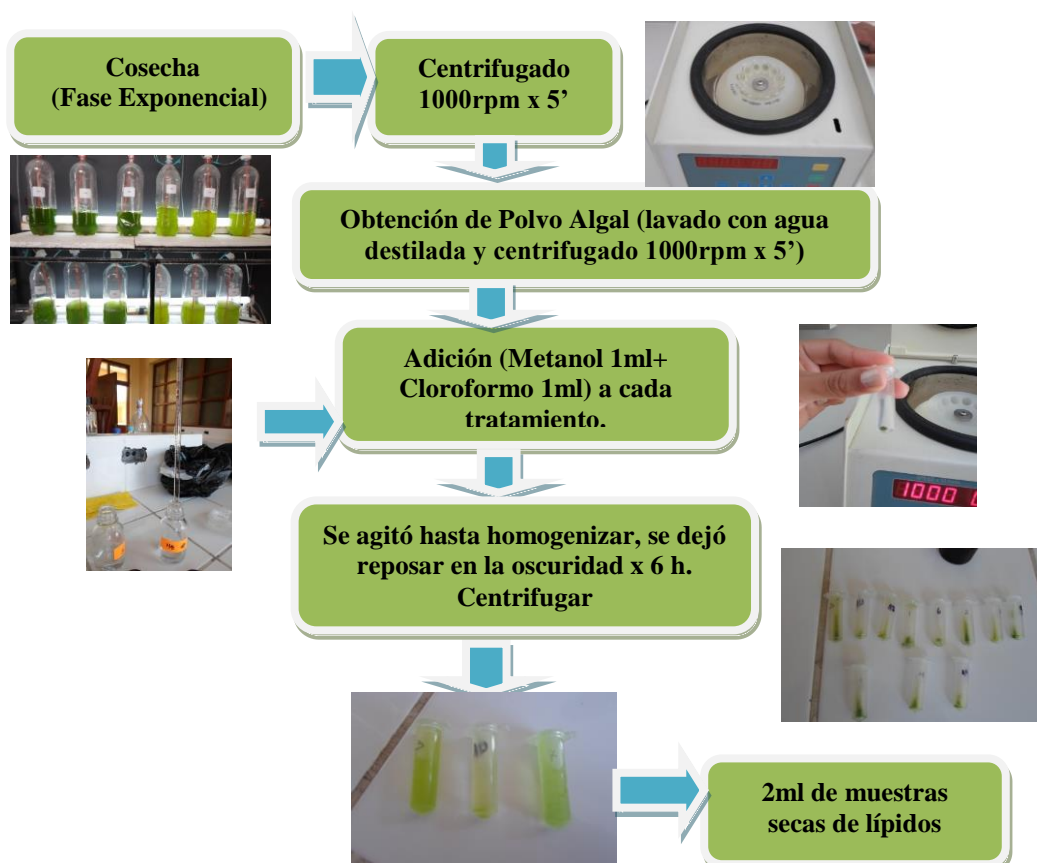 Cosecha
(Fase Exponencial)
Centrifugado
1000rpm x 5’
Obtención de Polvo Algal (lavado con agua
destilada y centrifugado 1000rpm x 5’)
Adición (Metanol 1ml+
Cloroformo 1ml) a cada
tratamiento.
1000
Se agitó hasta homogenizar, se dejó
reposar en la oscuridad x 6 h.
Centrifugar
2ml de muestras
secas de lípidos